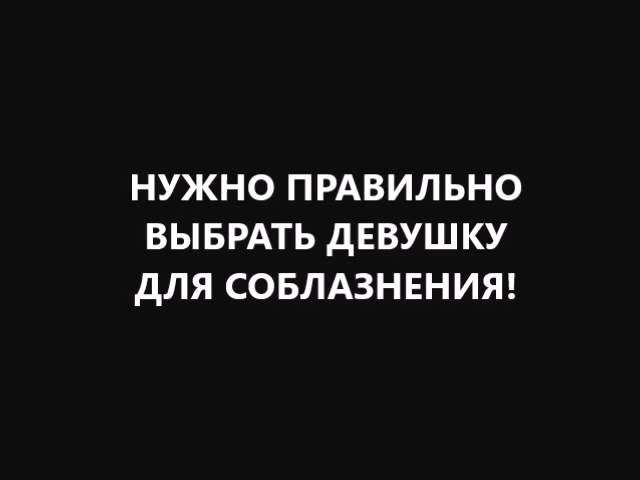 НУЖНО ПРАВИЛЬНО
ВЫБРАТЬ ДЕВУШКУ
ДЛЯ СОБЛАЗНЕНИЯ!